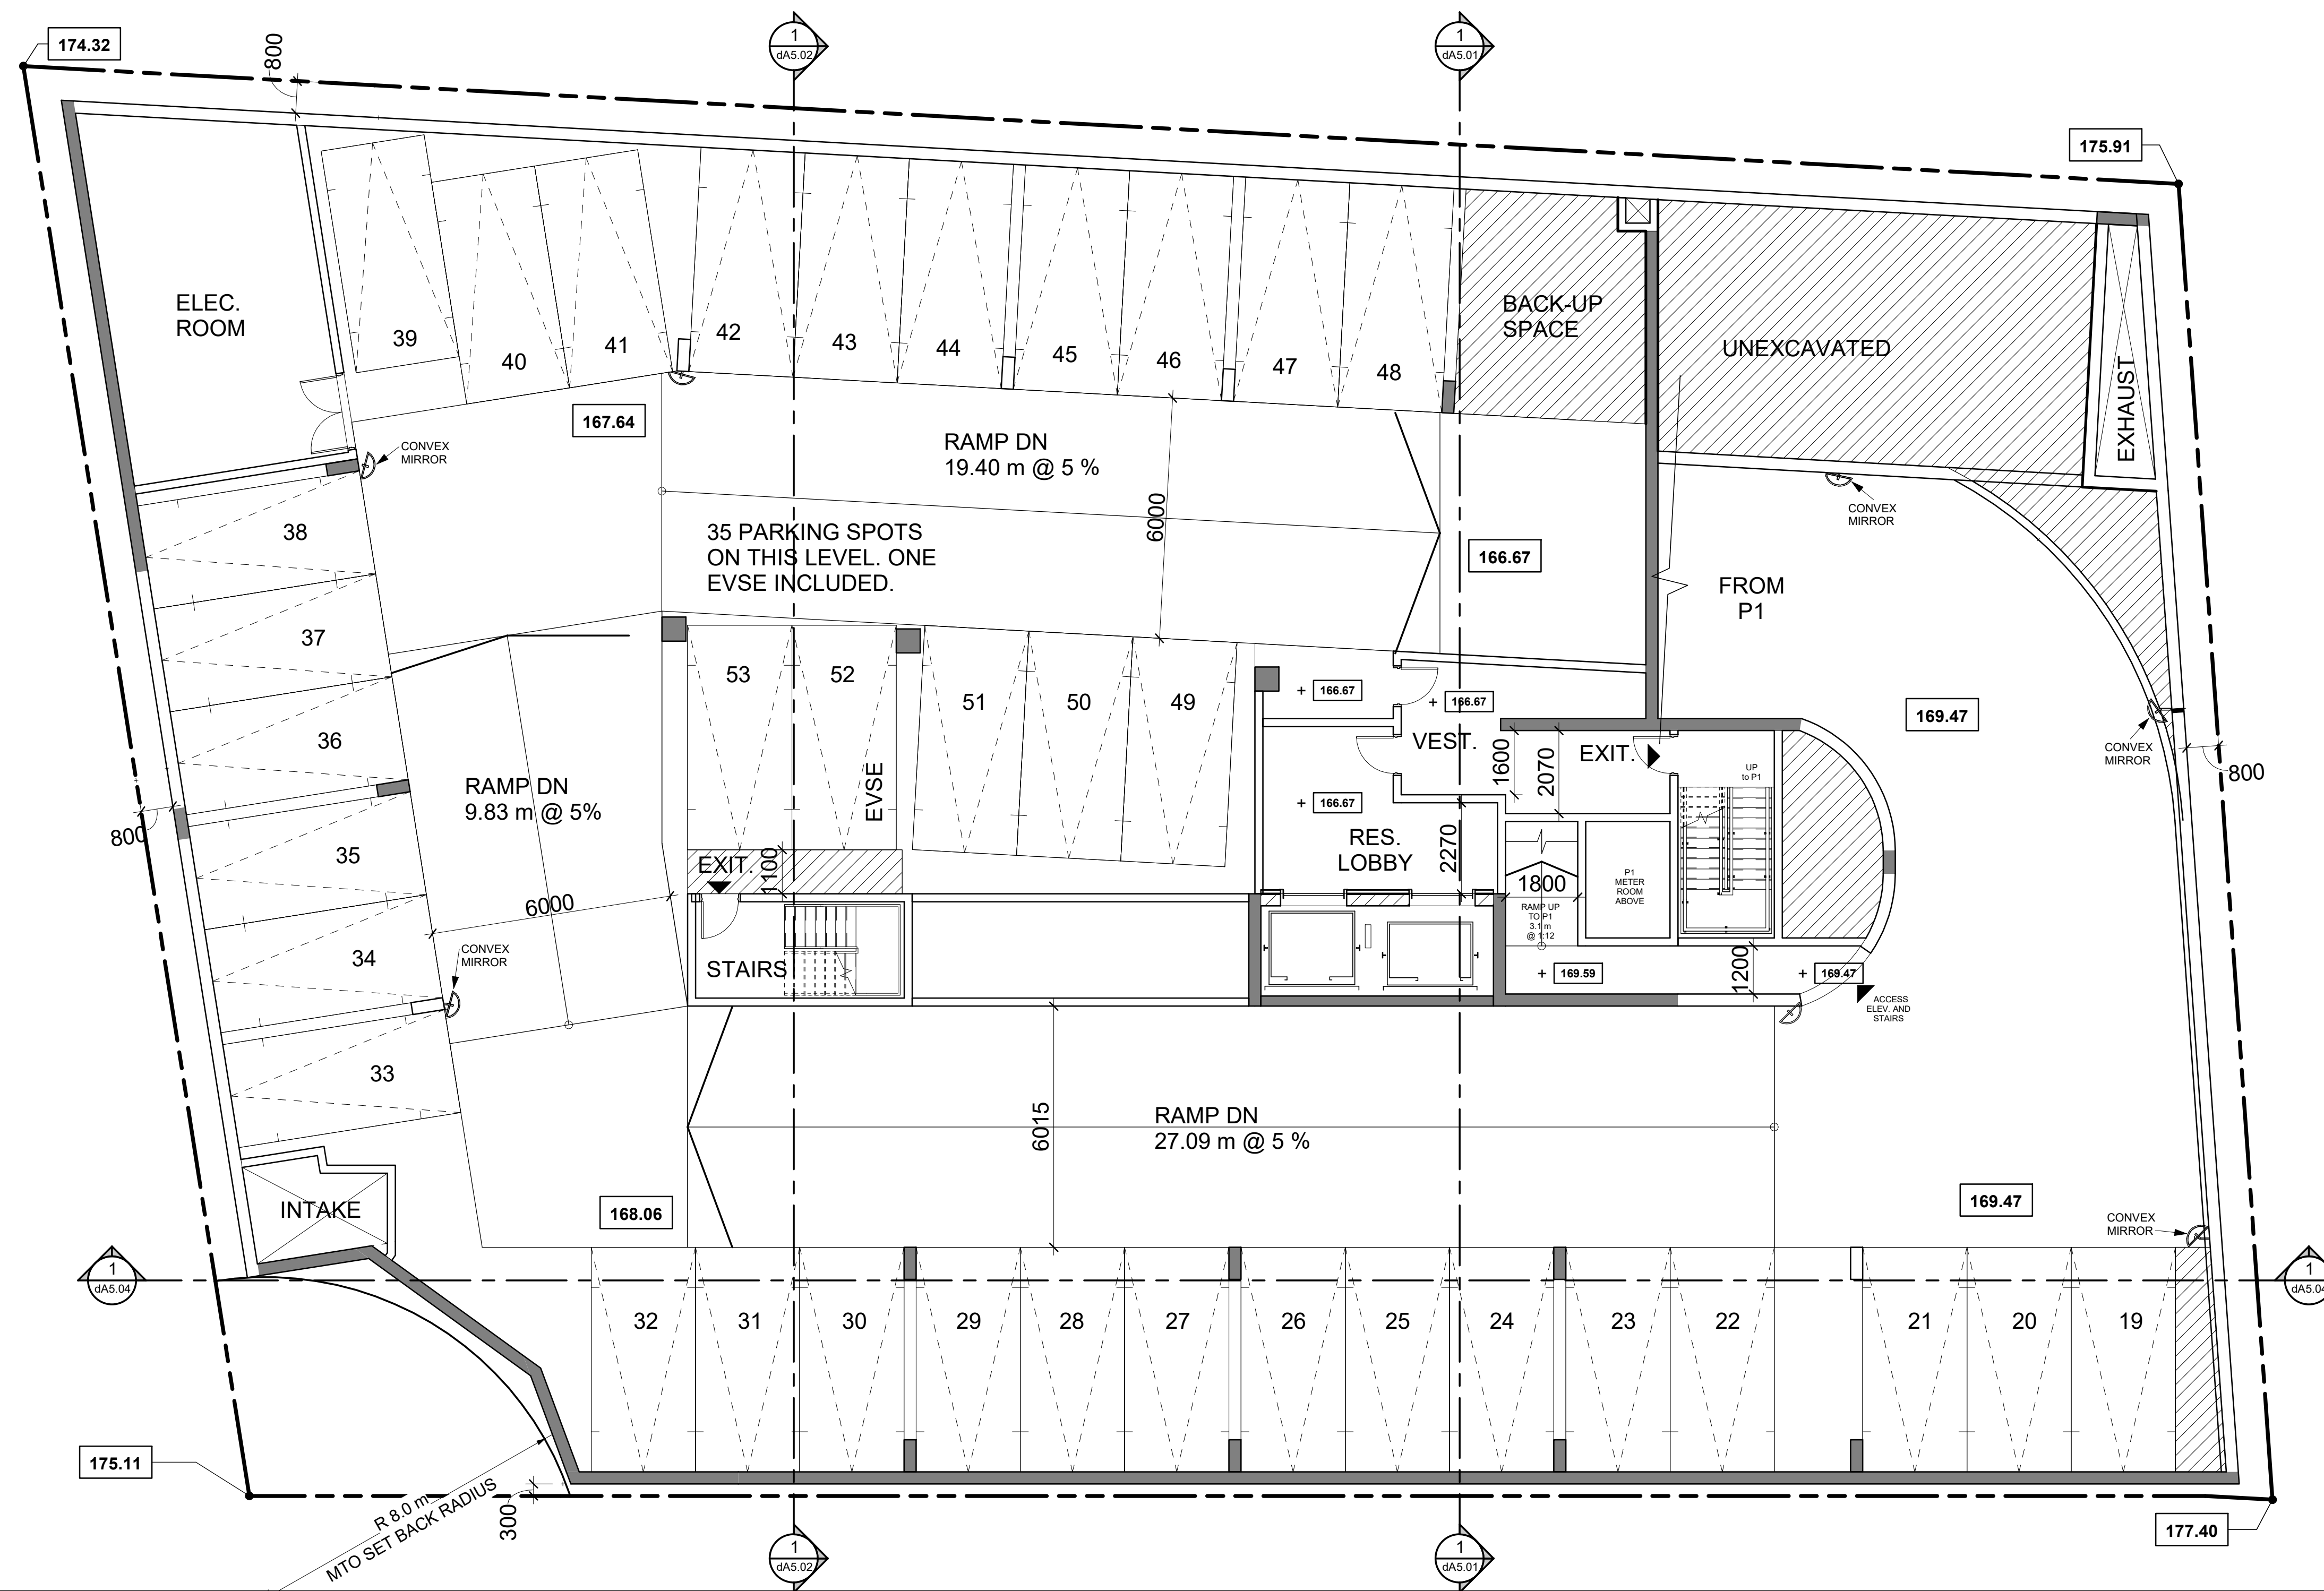 174.32
800
1
dA5.02
1
dA5.01
175.91
ELEC.
ROOM
39
40
41
42
43
44
45
46
47
48
BACK-UP
SPACE
UNEXCAVATED
EXHAUST
167.64
CONVEX
MIRROR
RAMP DN
19.40 m @ 5 %
6000
CONVEX
MIRROR
38
35 PARKING SPOTS
ON THIS LEVEL. ONE
EVSE INCLUDED.
166.67
FROM
P1
37
53
52
51
50
49
+ 166.67
+ 166.67
169.47
36
VEST.
1600
2070
EXIT.
UP
to P1
CONVEX
MIRROR
800
RAMP DN
9.83 m @ 5%
EVSE
+ 166.67
800
35
EXIT.
1100
RES.
LOBBY
2270
1800
P1
METER
ROOM
ABOVE
6000
RAMP UP
TO P1
3.1 m
@ 1:12
34
CONVEX
MIRROR
STAIRS
+ 169.59
1200
+ 169.47
ACCESS
ELEV. AND
STAIRS
33
6015
RAMP DN
27.09 m @ 5 %
INTAKE
168.06
169.47
CONVEX
MIRROR
1
dA5.04
1
dA5.04
32
31
30
29
28
27
26
25
24
23
22
21
20
19
175.11
R 8.0 m
MTO SET BACK RADIUS
300
1
dA5.02
1
dA5.01
177.40